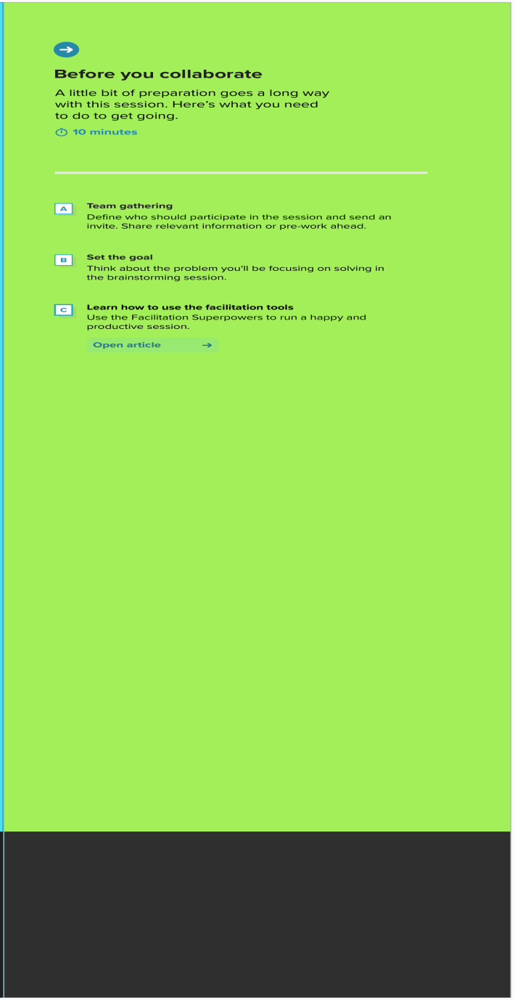 Before you collaborate
A little bit of preparation goes a long way
with this session. Here’s what you need
to do to get going.
10 minutes
A
Team gathering
Define who should participate in the session and send an
invite. Share relevant information or pre-work ahead.
B
Set the goal
Think about the problem you'll be focusing on solving in
the brainstorming session.
C
Learn how to use the facilitation tools
Use the Facilitation Superpowers to run a happy and
productive session.
Open article